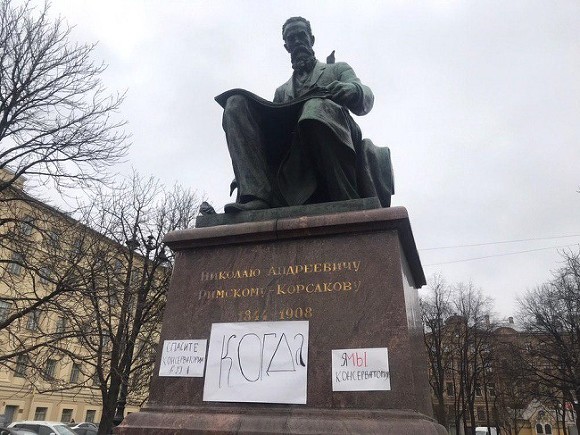 Николаю Андреевичу
Римскому-Корсакову
1844 1908
СПАСИТЕ
КОНСЕРВАТОРИЮ
КОГДа
Я/МЫ
КОНСЕРВАТОРИЯ